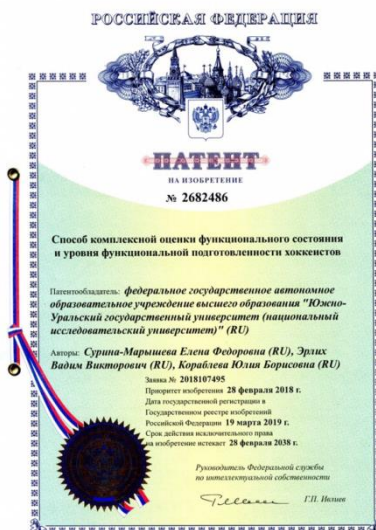 РОССИЙСКАЯ ФЕДЕРАЦИЯ
ПАТЕНТ
НА ИЗОБРЕТЕНИЕ
№ 2682486
Способ комплексной оценки функционального состояния
и уровня функциональной подготовленности хоккеистов
Патентообладатель: федеральное государственное автономное
образовательное учреждение высшего образования "Южно-
Уральский государственный университет (национальный
исследовательский университет)" (RU)
Авторы: Сурина-Марышева Елена Федоровна (RU), Эрлих
Вадим Викторович (RU), Кораблева Юлия Борисовна (RU)
Заявка № 2018107495
Приоритет изобретения 28 февраля 2018 г.
Дата государственной регистрации в
Государственном реестре изобретений
Российской Федерации 19 марта 2019 г.
Срок действия исключительного права
на изобретение истекает 28 февраля 2038 г.
Руководитель Федеральной службы
по интеллектуальной собственности
Г.П. Ивлиев